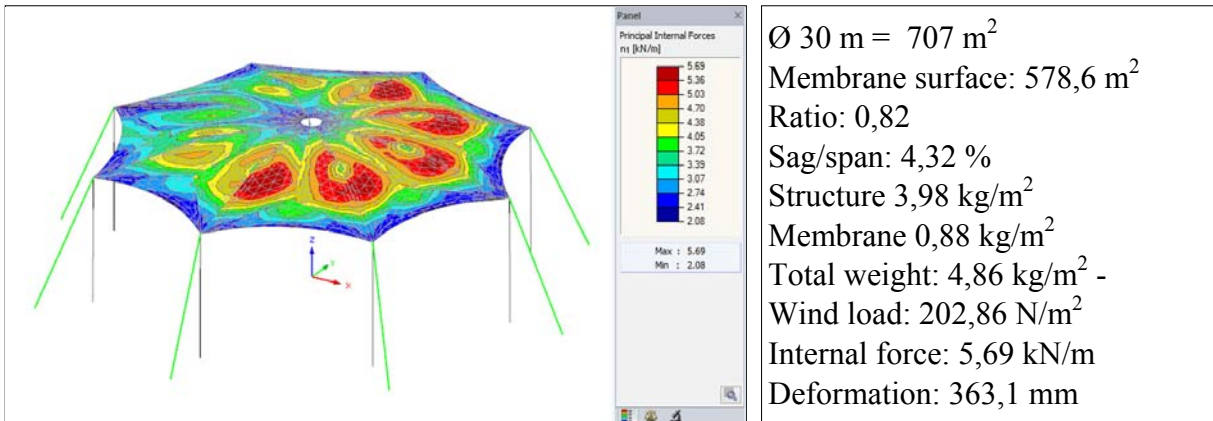 Panel
Principal Internal Forces
n1 [kN/m]
5.69
5.36
5.03
4.70
4.38
4.05
3.72
3.39
3.07
2.74
2.41
2.08
Max : 5.69
Min : 2.08
Z
Y
X
Ø 30 m = 707 m²
Membrane surface: 578,6 m²
Ratio: 0,82
Sag/span: 4,32 %
Structure 3,98 kg/m²
Membrane 0,88 kg/m²
Total weight: 4,86 kg/m² -
Wind load: 202,86 N/m²
Internal force: 5,69 kN/m
Deformation: 363,1 mm